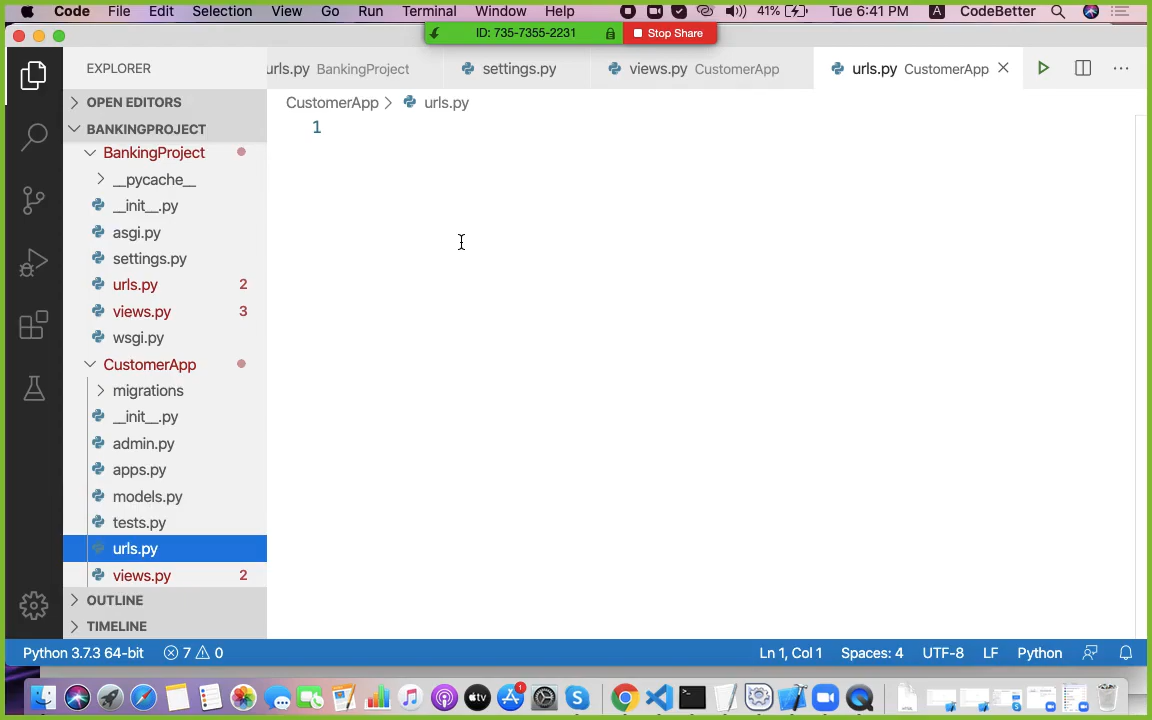 Code File Edit Selection View Go Run Terminal Window Help 41% Tue 6:41 PM A CodeBetter
ID: 735-7355-2231 Stop Share
EXPLORER
urls.py BankingProject settings.py views.py CustomerApp urls.py CustomerApp
OPEN EDITORS
CustomerApp urls.py
BANKINGPROJECT
1
BankingProject
__pycache__
__init__.py
asgi.py
settings.py
urls.py 2
views.py 3
wsgi.py
CustomerApp
migrations
__init__.py
admin.py
apps.py
models.py
tests.py
urls.py
views.py 2
OUTLINE
TIMELINE
Python 3.7.3 64-bit 7 0 Ln 1, Col 1 Spaces: 4 UTF-8 LF Python
tv 1